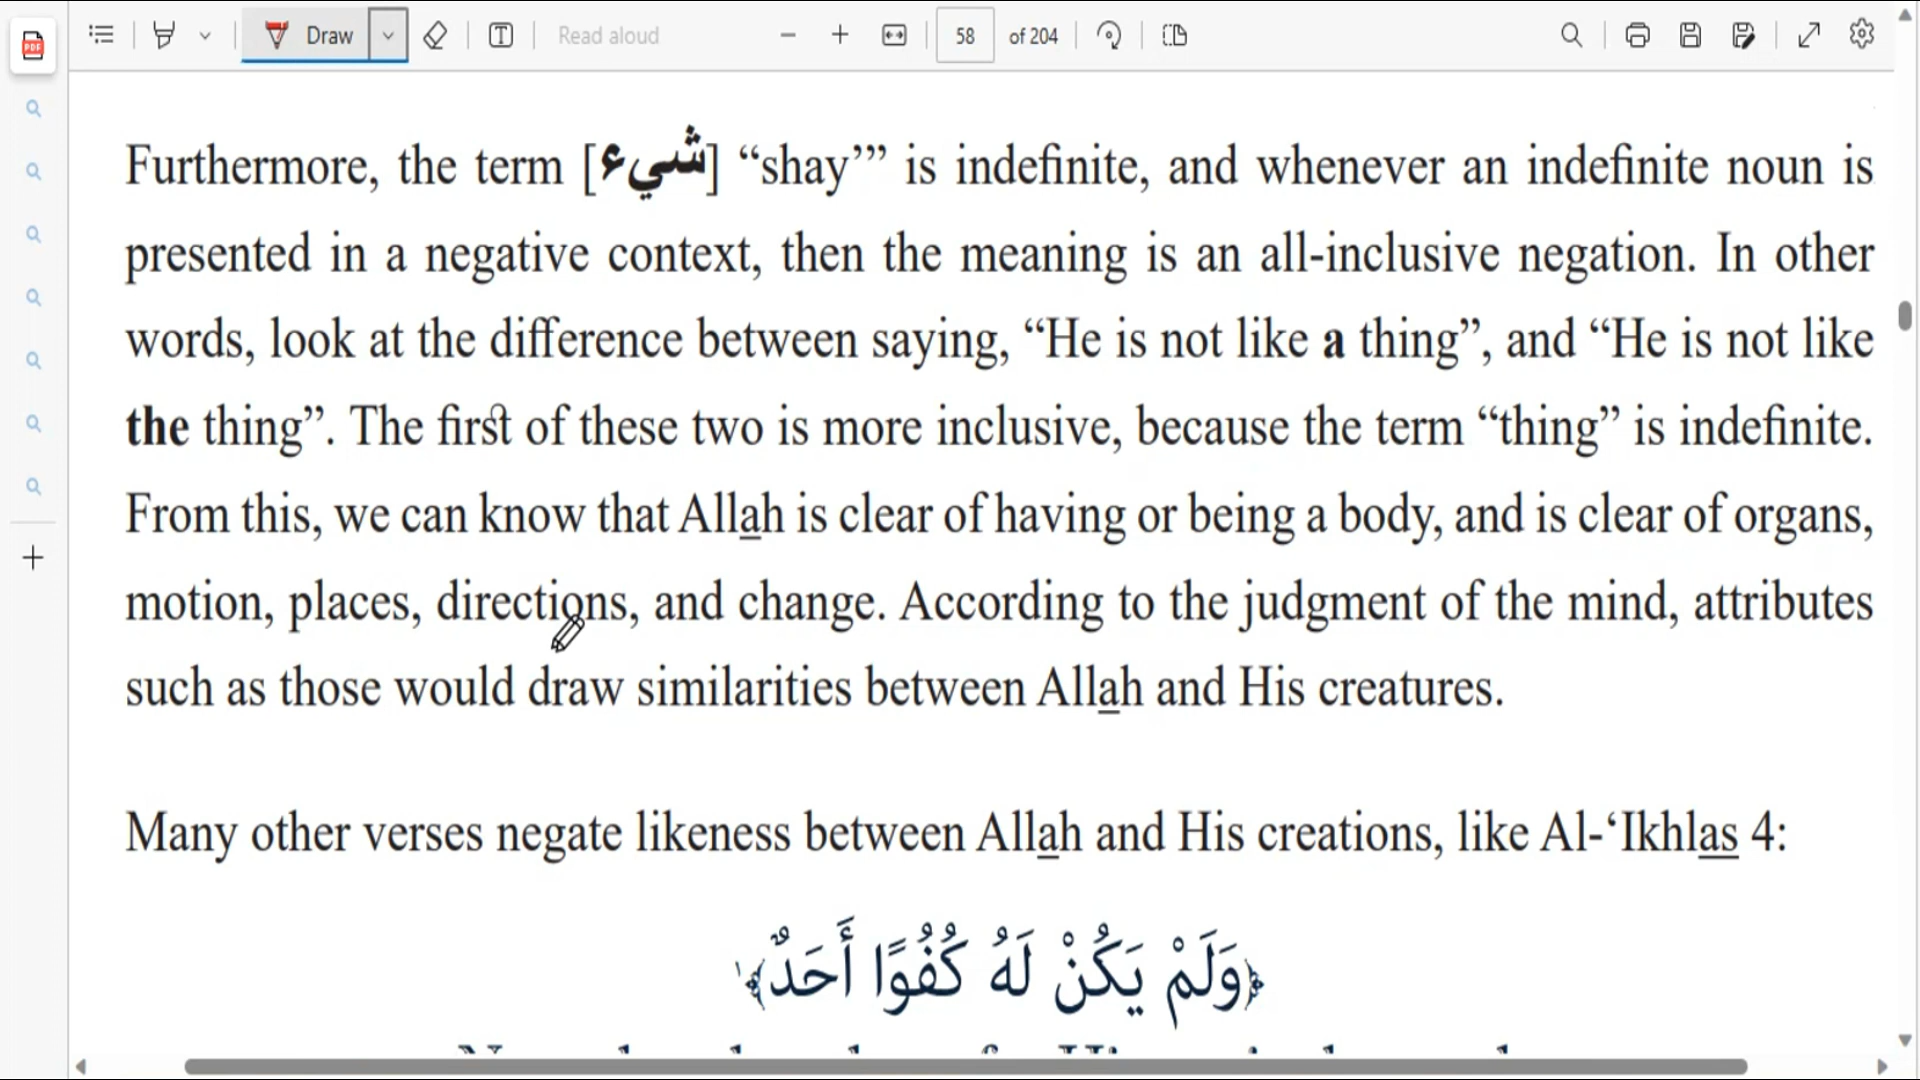 Draw
Read aloud
58 of 204
Furthermore, the term [شيء] “shay’” is indefinite, and whenever an indefinite noun is
presented in a negative context, then the meaning is an all-inclusive negation. In other
words, look at the difference between saying, “He is not like a thing”, and “He is not like
the thing”. The first of these two is more inclusive, because the term “thing” is indefinite.
From this, we can know that Allah is clear of having or being a body, and is clear of organs,
motion, places, directions, and change. According to the judgment of the mind, attributes
such as those would draw similarities between Allah and His creatures.
Many other verses negate likeness between Allah and His creations, like Al-‘Ikhlas 4:
﴿وَلَمْ يَكُنْ لَهُ كُفُوًا أَحَدٌ﴾١